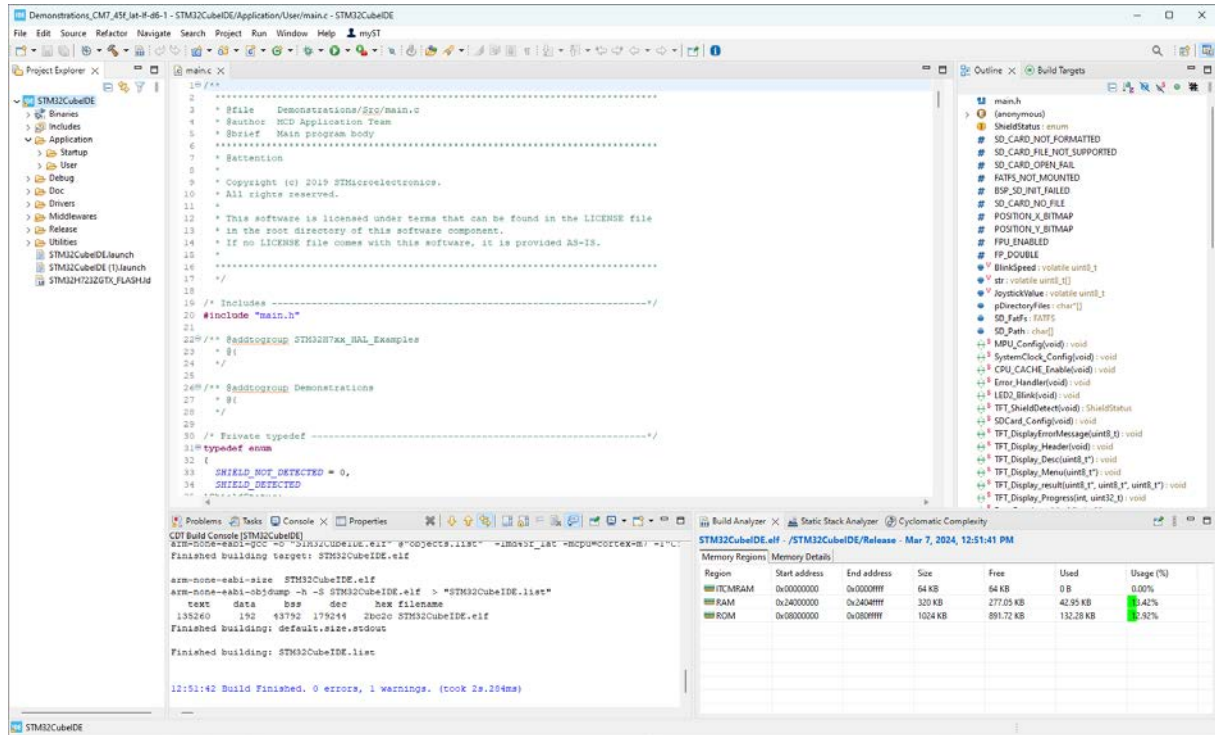 Demonstrations_CM7_45f_lat-lf-d6-1 - STM32CubeIDE/Application/User/main.c - STM32CubeIDE
File Edit Source Refactor Navigate Search Project Run Window Help myST
Project Explorer
STM32CubeIDE
Binaries
Includes
Application
Startup
User
Debug
Doc
Drivers
Middlewares
Release
Utilities
STM32CubeIDE.launch
STM32CubeIDE (1).launch
STM32H723ZGTX_FLASH.ld
main.c
1 /**
2 ******************************************************************************
3 * @file Demonstrations/Src/main.c
4 * @author MCD Application Team
5 * @brief Main program body
6 ******************************************************************************
7 * @attention
8 *
9 * Copyright (c) 2019 STMicroelectronics.
10 * All rights reserved.
11 *
12 * This software is licensed under terms that can be found in the LICENSE file
13 * in the root directory of this software component.
14 * If no LICENSE file comes with this software, it is provided AS-IS.
15 *
16 ******************************************************************************
17 */
18
19 /* Includes ------------------------------------------------------------------*/
20 #include "main.h"
21
22 /** @addtogroup STM32H7xx_HAL_Examples
23 * @{
24 */
25
26 /** @addtogroup Demonstrations
27 * @{
28 */
29
30 /* Private typedef -----------------------------------------------------------*/
31 typedef enum
32 {
33 SHIELD_NOT_DETECTED = 0,
34 SHIELD_DETECTED
Outline Build Targets
main.h
(anonymous)
ShieldStatus : enum
SD_CARD_NOT_FORMATTED
SD_CARD_FILE_NOT_SUPPORTED
SD_CARD_OPEN_FAIL
FATFS_NOT_MOUNTED
BSP_SD_INIT_FAILED
SD_CARD_NO_FILE
POSITION_X_BITMAP
POSITION_Y_BITMAP
FPU_ENABLED
FP_DOUBLE
BlinkSpeed : volatile uint8_t
str : volatile uint8_t[]
JoystickValue : volatile uint8_t
pDirectoryFiles : char*[]
SD_FatFs : FATFS
SD_Path : char[]
MPU_Config(void) : void
SystemClock_Config(void) : void
CPU_CACHE_Enable(void) : void
Error_Handler(void) : void
LED2_Blink(void) : void
TFT_ShieldDetect(void) : ShieldStatus
SDCard_Config(void) : void
TFT_DisplayErrorMessage(uint8_t) : void
TFT_Display_Header(void) : void
TFT_Display_Desc(uint8_t*) : void
TFT_Display_Menu(uint8_t*) : void
TFT_Display_result(uint8_t*, uint8_t*, uint8_t*) : void
TFT_Display_Progress(int, uint32_t) : void
Problems Tasks Console Properties
CDT Build Console [STM32CubeIDE]
arm-none-eabi-gcc -o "STM32CubeIDE.elf" @"objects.list" -lmd45f_lat -mcpu=cortex-m7
Finished building target: STM32CubeIDE.elf
arm-none-eabi-size STM32CubeIDE.elf
arm-none-eabi-objdump -h -S STM32CubeIDE.elf > "STM32CubeIDE.list"
text data bss dec hex filename
135260 192 43792 179244 2bc2c STM32CubeIDE.elf
Finished building: default.size.stdout
Finished building: STM32CubeIDE.list
12:51:42 Build Finished. 0 errors, 1 warnings. (took 2s.284ms)
Build Analyzer Static Stack Analyzer Cyclomatic Complexity
STM32CubeIDE.elf - /STM32CubeIDE/Release - Mar 7, 2024, 12:51:41 PM
Memory Regions Memory Details
Region Start address End address Size Free Used Usage (%)
ITCMRAM 0x00000000 0x0000ffff 64 KB 64 KB 0 B 0.00%
RAM 0x24000000 0x2404ffff 320 KB 277.05 KB 42.95 KB 13.42%
ROM 0x08000000 0x080fffff 1024 KB 891.72 KB 132.28 KB 12.92%
STM32CubeIDE